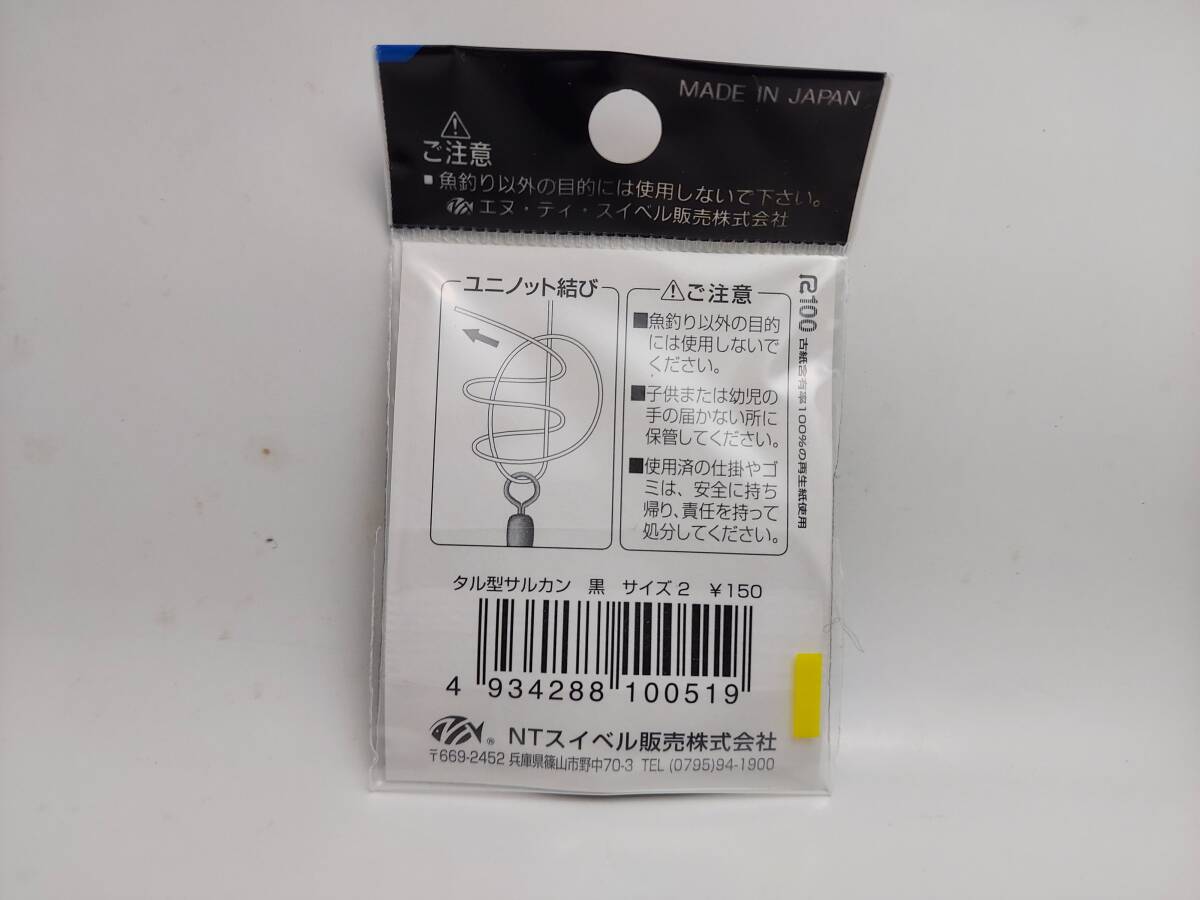 MADE IN JAPAN
ご注意
■魚釣り以外の目的には使用しないで下さい。
エヌ・ティ・スイベル販売株式会社
ユニノット結び
ご注意
■魚釣り以外の目的
には使用しないで
ください。
■子供または幼児の
手の届かない所に
保管してください。
■使用済の仕掛やゴ
ミは、安全に持ち
帰り、責任を持って
処分してください。
R100
古紙含有率100%の再生紙使用
タル型サルカン 黒 サイズ2 ¥150
4 934288 100519
® NTスイベル販売株式会社
〒669-2452 兵庫県篠山市野中70-3 TEL (0795)94-1900